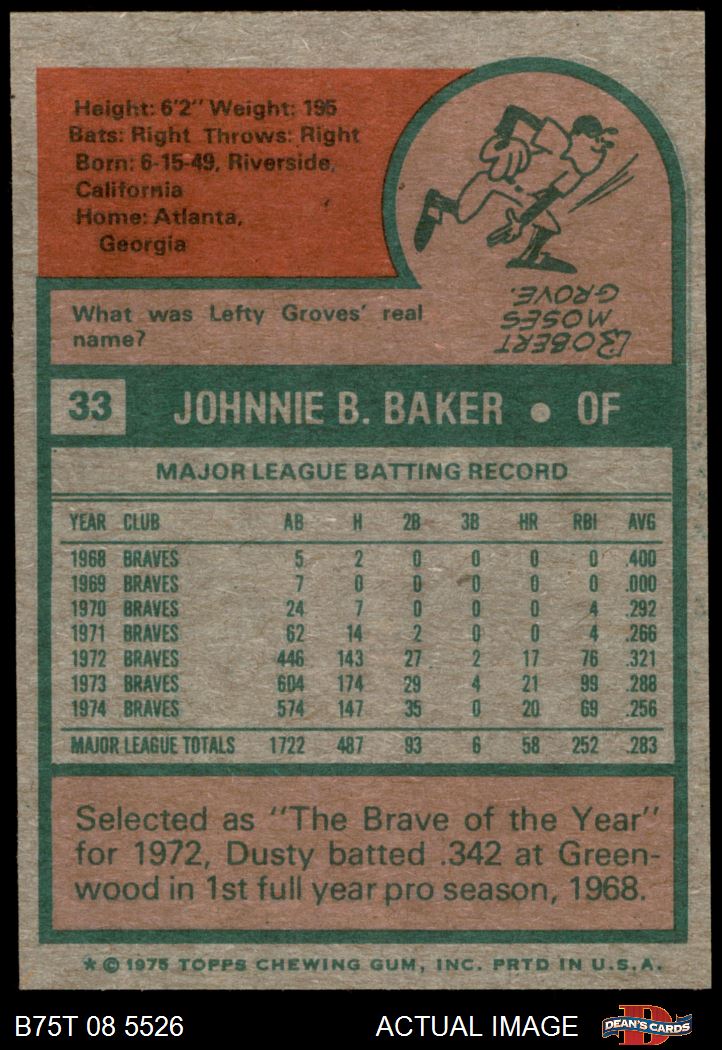 Height: 6'2" Weight: 195
Bats: Right Throws: Right
Born: 6-15-49, Riverside,
California
Home: Atlanta,
Georgia
What was Lefty Groves' real
name?
ROBERT
MOSES
GROVE.
33 JOHNNIE B. BAKER • OF
MAJOR LEAGUE BATTING RECORD
YEAR CLUB AB H 2B 3B HR RBI AVG
1968 BRAVES 5 2 0 0 0 0 .400
1969 BRAVES 7 0 0 0 0 0 .000
1970 BRAVES 24 7 0 0 0 4 .292
1971 BRAVES 62 14 2 0 0 4 .266
1972 BRAVES 446 143 27 2 17 76 .321
1973 BRAVES 604 174 29 4 21 99 .288
1974 BRAVES 574 147 35 0 20 69 .256
MAJOR LEAGUE TOTALS 1722 487 93 6 58 252 .283
Selected as "The Brave of the Year"
for 1972, Dusty batted .342 at Green-
wood in 1st full year pro season, 1968.
* © 1975 TOPPS CHEWING GUM, INC. PRTD IN U.S.A.
B75T 08 5526 ACTUAL IMAGE D DEAN'S CARDS